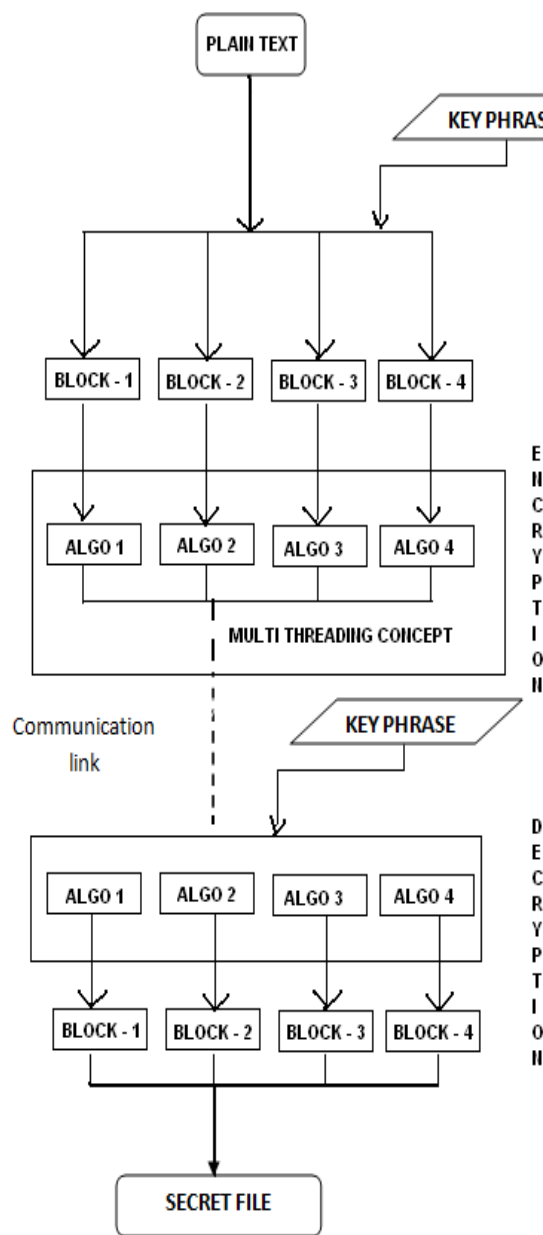 PLAIN TEXT
KEY PHRAS
BLOCK - 1 BLOCK - 2 BLOCK - 3 BLOCK - 4
ALGO 1 ALGO 2 ALGO 3 ALGO 4
MULTI THREADING CONCEPT
ENCRYPTION
Communication
link
KEY PHRASE
ALGO 1 ALGO 2 ALGO 3 ALGO 4
BLOCK - 1 BLOCK - 2 BLOCK - 3 BLOCK - 4
DECRYPTION
SECRET FILE